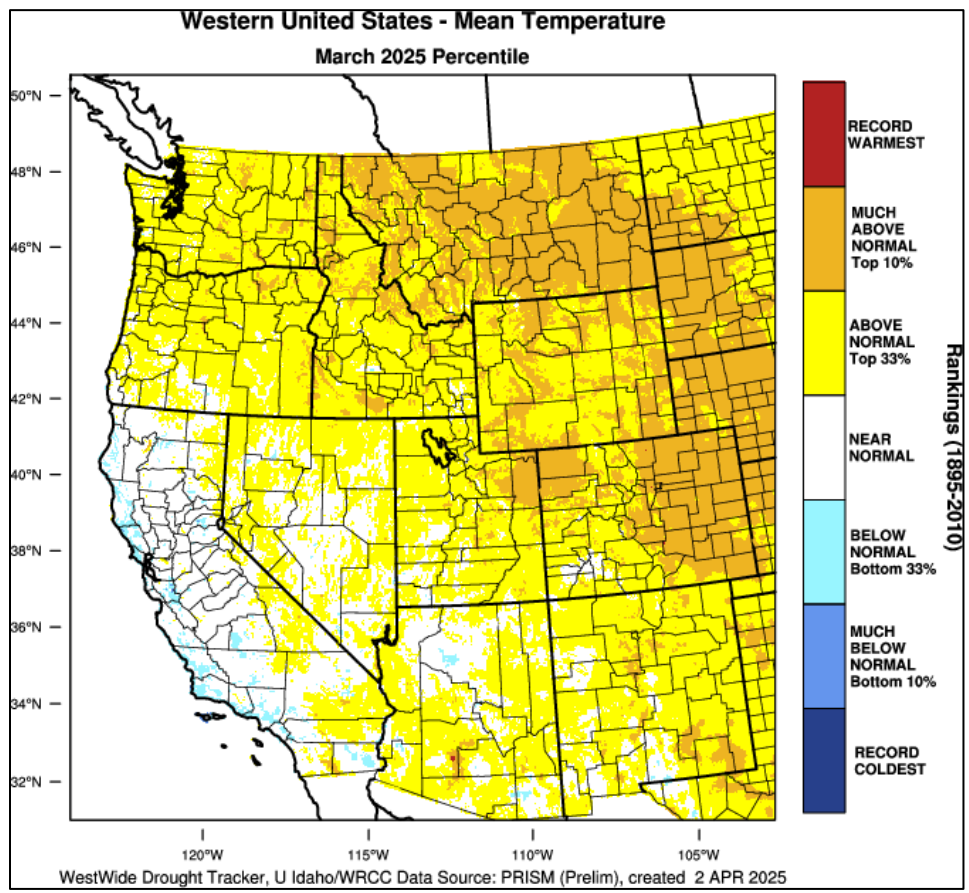 Western United States - Mean Temperature
March 2025 Percentile
50°N
48°N
46°N
44°N
42°N
40°N
38°N
36°N
34°N
32°N
120°W
115°W
110°W
105°W
RECORD
WARMEST
MUCH
ABOVE
NORMAL
Top 10%
ABOVE
NORMAL
Top 33%
NEAR
NORMAL
BELOW
NORMAL
Bottom 33%
MUCH
BELOW
NORMAL
Bottom 10%
RECORD
COLDEST
Rankings (1895-2010)
WestWide Drought Tracker, U Idaho/WRCC Data Source: PRISM (Prelim), created 2 APR 2025